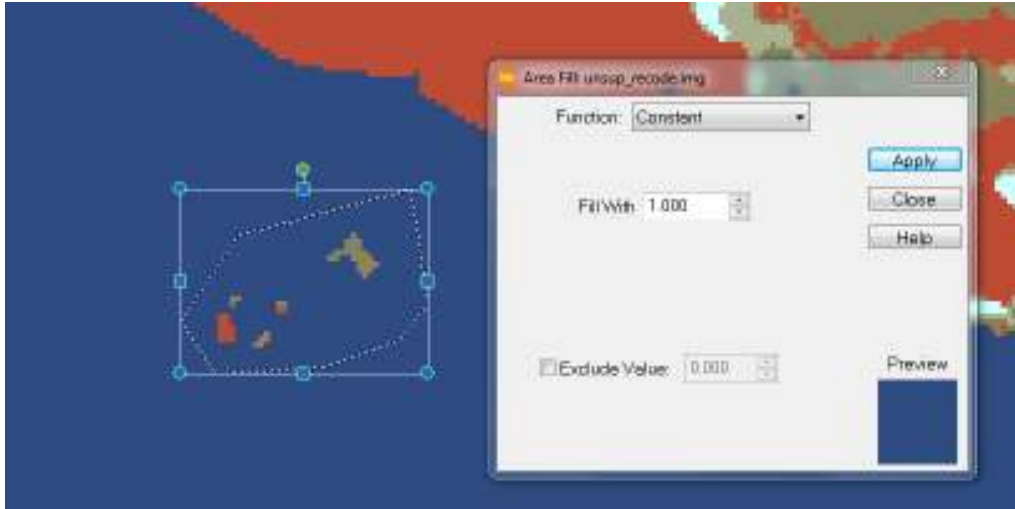 Area Fill: unsup_recode.img
Function: Constant
Apply
Fill With: 1.000
Close
Help
Exclude Value: 0.000
Preview